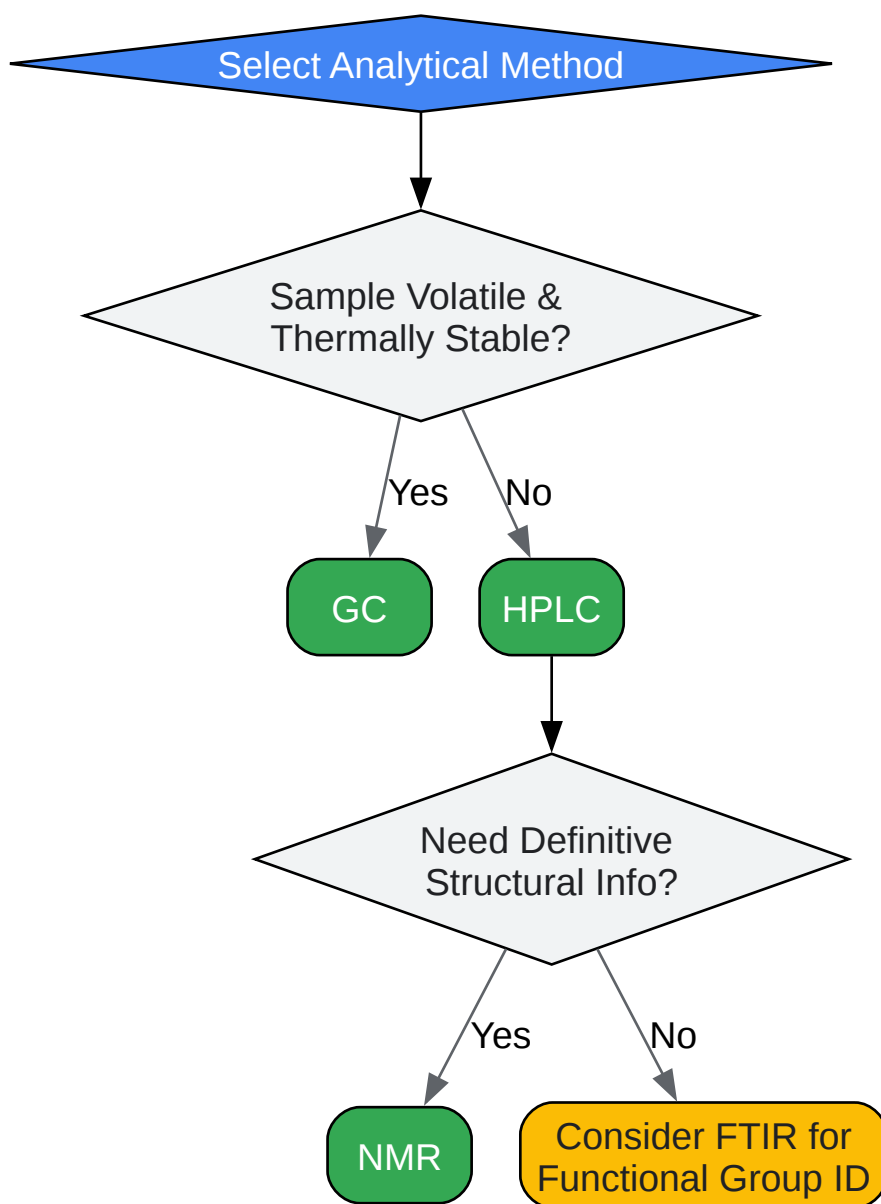 Select Analytical Method
Sample Volatile &
Thermally Stable?
Yes
No
GC
HPLC
Need Definitive
Structural Info?
Yes
No
NMR
Consider FTIR for
Functional Group ID